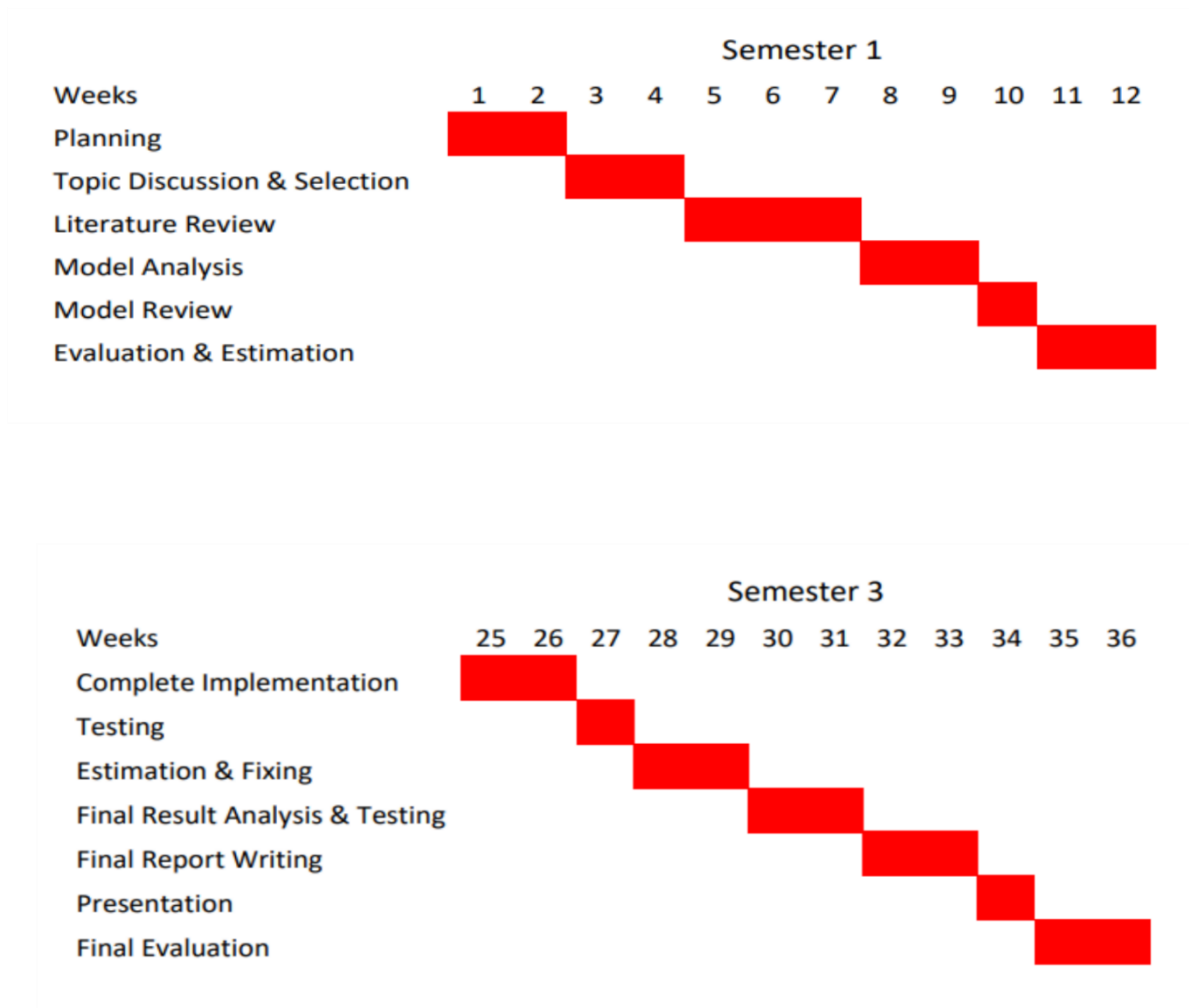 Semester 1
Weeks 1 2 3 4 5 6 7 8 9 10 11 12
Planning
Topic Discussion & Selection
Literature Review
Model Analysis
Model Review
Evaluation & Estimation
Semester 3
Weeks 25 26 27 28 29 30 31 32 33 34 35 36
Complete Implementation
Testing
Estimation & Fixing
Final Result Analysis & Testing
Final Report Writing
Presentation
Final Evaluation